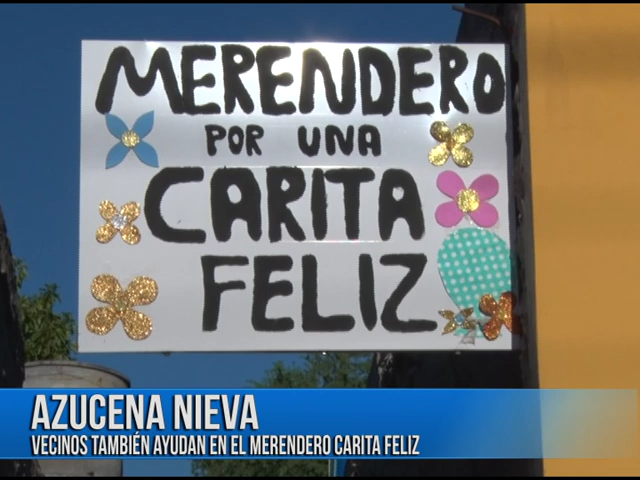 MERENDERO
POR UNA
CARITA
FELIZ
AZUCENA NIEVA
VECINOS TAMBIÉN AYUDAN EN EL MERENDERO CARITA FELIZ